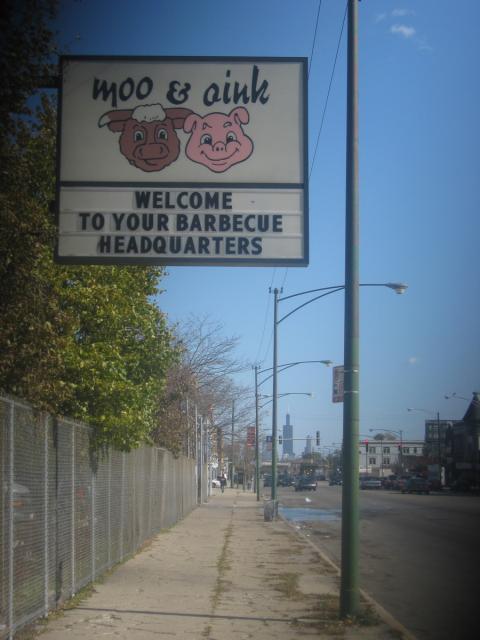 moo & oink
WELCOME
TO YOUR BARBECUE
HEADQUARTERS